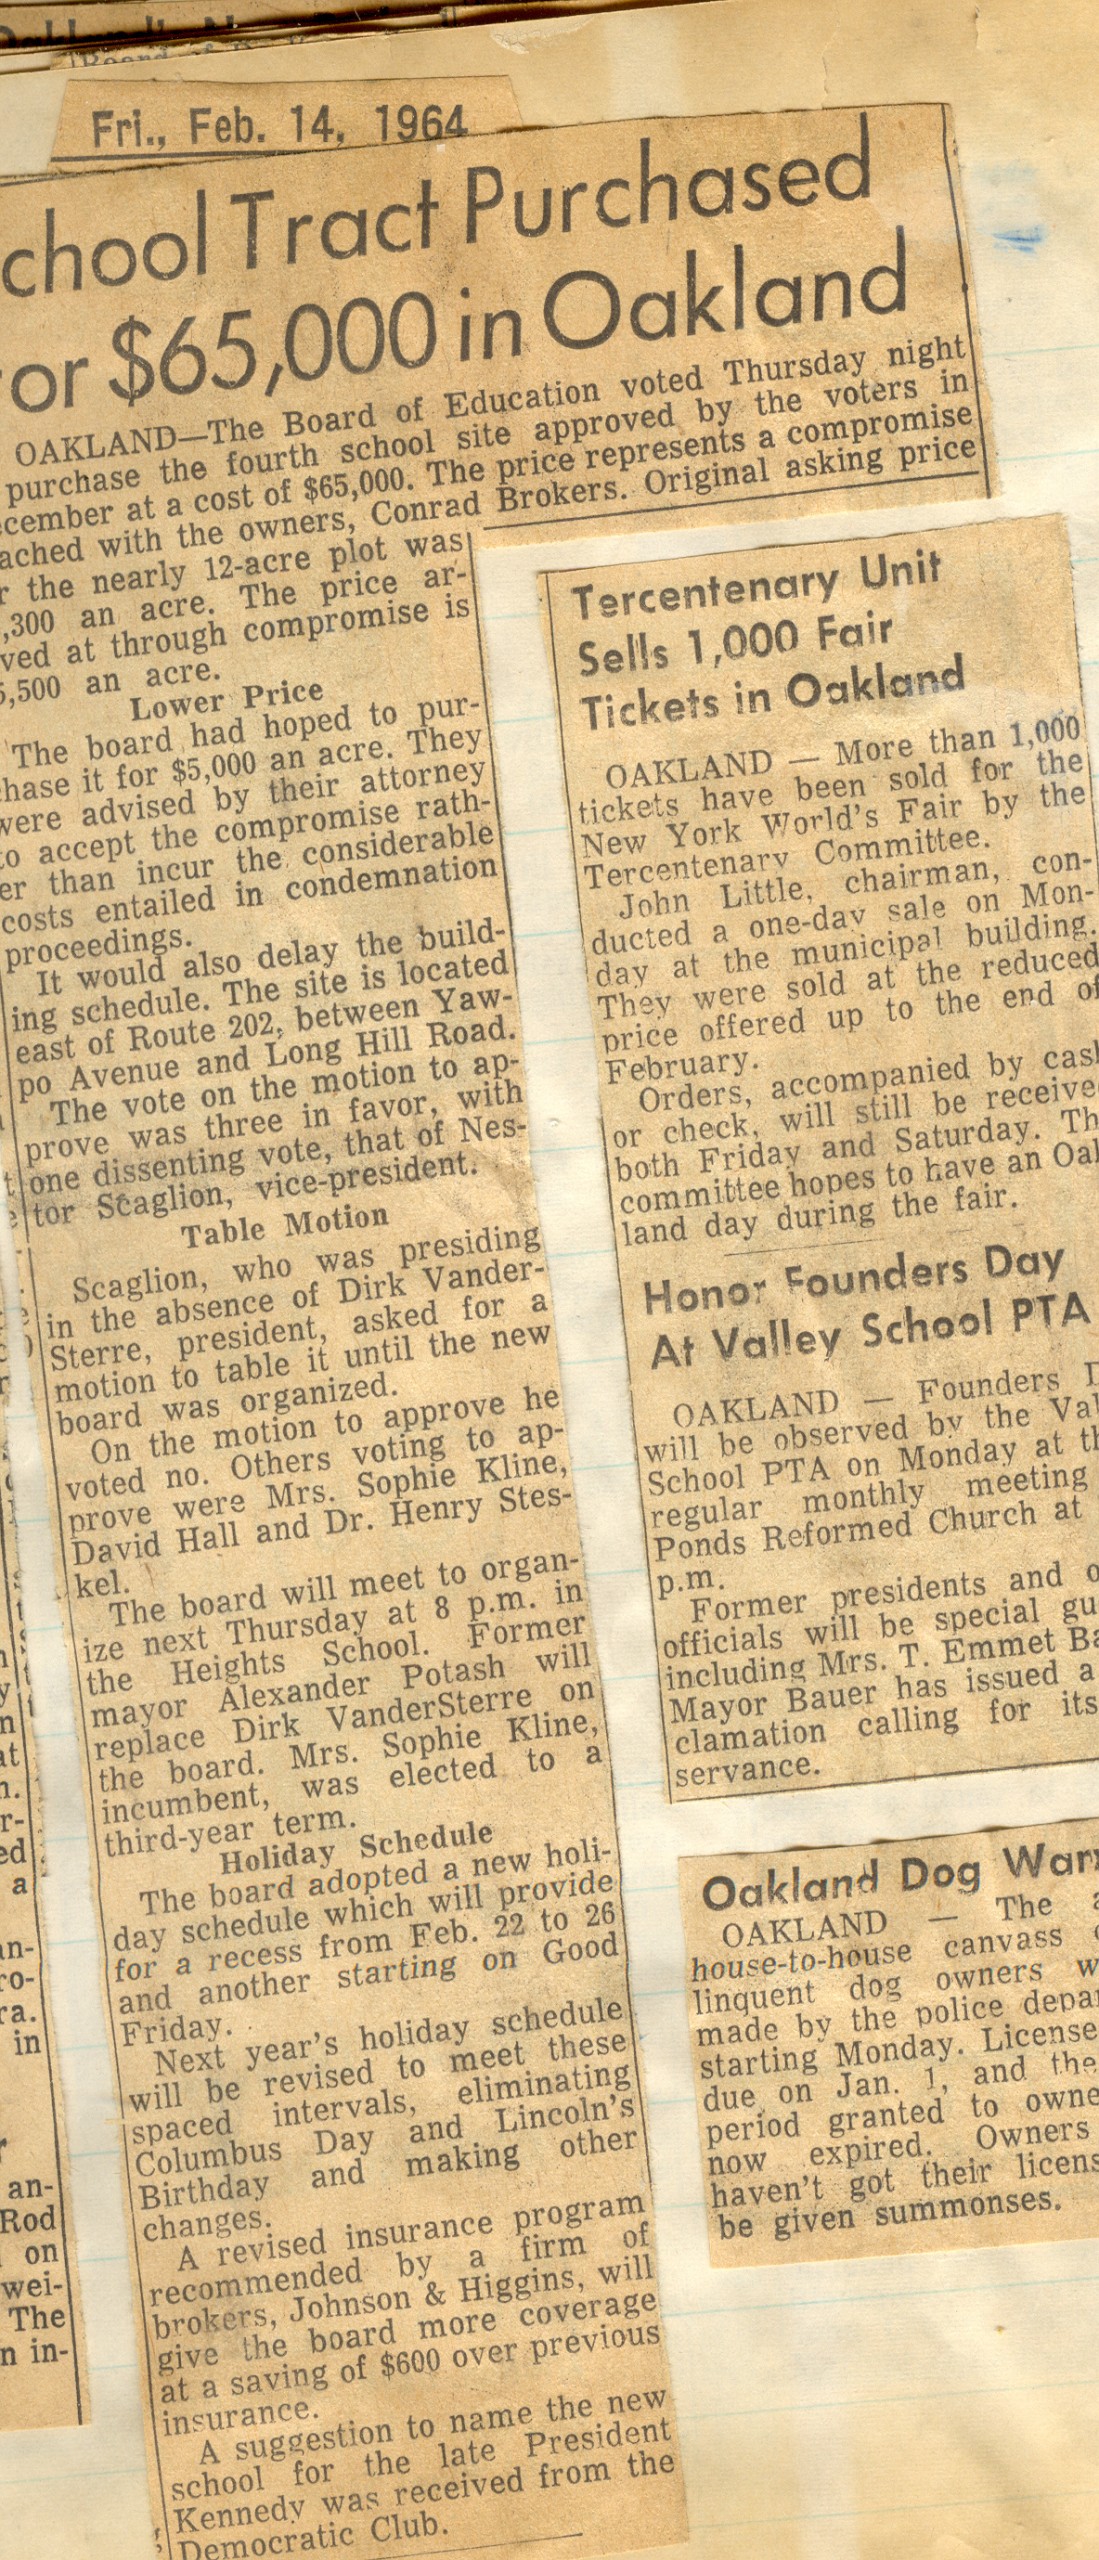 Fri., Feb. 14, 1964
chool Tract Purchased
or $65,000 in Oakland
OAKLAND—The Board of Education voted Thursday night
purchase the fourth school site approved by the voters in
cember at a cost of $65,000. The price represents a compromise
ached with the owners, Conrad Brokers. Original asking price
r the nearly 12-acre plot was
,300 an acre. The price ar-
ved at through compromise is
5,500 an acre.
Lower Price
The board had hoped to pur-
hase it for $5,000 an acre. They
were advised by their attorney
to accept the compromise rath-
er than incur the considerable
costs entailed in condemnation
proceedings.
It would also delay the build-
ing schedule. The site is located
east of Route 202, between Yaw-
po Avenue and Long Hill Road.
The vote on the motion to ap-
prove was three in favor, with
one dissenting vote, that of Nes-
tor Scaglion, vice-president.
Table Motion
Scaglion, who was presiding
in the absence of Dirk Vander-
Sterre, president, asked for a
motion to table it until the new
board was organized.
On the motion to approve he
voted no. Others voting to ap-
prove were Mrs. Sophie Kline,
David Hall and Dr. Henry Stes-
kel.
The board will meet to organ-
ize next Thursday at 8 p.m. in
the Heights School. Former
mayor Alexander Potash will
replace Dirk VanderSterre on
the board. Mrs. Sophie Kline,
incumbent, was elected to a
third-year term.
Holiday Schedule
The board adopted a new holi-
day schedule which will provide
for a recess from Feb. 22 to 26
and another starting on Good
Friday.
Next year's holiday schedule
will be revised to meet these
spaced intervals, eliminating
Columbus Day and Lincoln's
Birthday and making other
changes.
A revised insurance program
recommended by a firm of
brokers, Johnson & Higgins, will
give the board more coverage
at a saving of $600 over previous
insurance.
A suggestion to name the new
school for the late President
Kennedy was received from the
Democratic Club.
Tercentenary Unit
Sells 1,000 Fair
Tickets in Oakland
OAKLAND — More than 1,000
tickets have been sold for the
New York World's Fair by the
Tercentenary Committee.
John Little, chairman, con-
ducted a one-day sale on Mon-
day at the municipal building.
They were sold at the reduced
price offered up to the end of
February.
Orders, accompanied by cash
or check, will still be receive
both Friday and Saturday. Th
committee hopes to have an Oak
land day during the fair.
Honor Founders Day
At Valley School PTA
OAKLAND — Founders D
will be observed by the Val
School PTA on Monday at th
regular monthly meeting
Ponds Reformed Church at
p.m.
Former presidents and o
officials will be special gu
including Mrs. T. Emmet Ba
Mayor Bauer has issued a
clamation calling for its
servance.
Oakland Dog Warn
OAKLAND — The a
house-to-house canvass o
linquent dog owners w
made by the police depar
starting Monday. License
due on Jan. 1, and the
period granted to owne
now expired. Owners
haven't got their licens
be given summonses.
an-
Rod
on
wei-
The
n in-